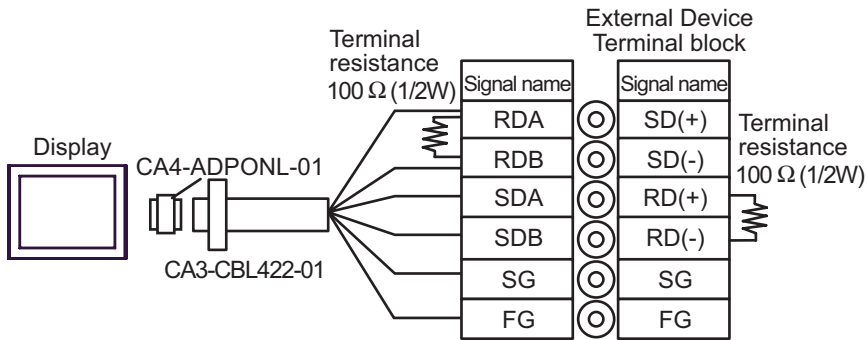 External Device
Terminal block
Terminal
resistance
100 Ω (1/2W)
Signal name
Signal name
RDA
SD(+)
RDB
SD(-)
SDA
RD(+)
SDB
RD(-)
SG
SG
FG
FG
Terminal
resistance
100 Ω (1/2W)
Display
CA4-ADPONL-01
CA3-CBL422-01